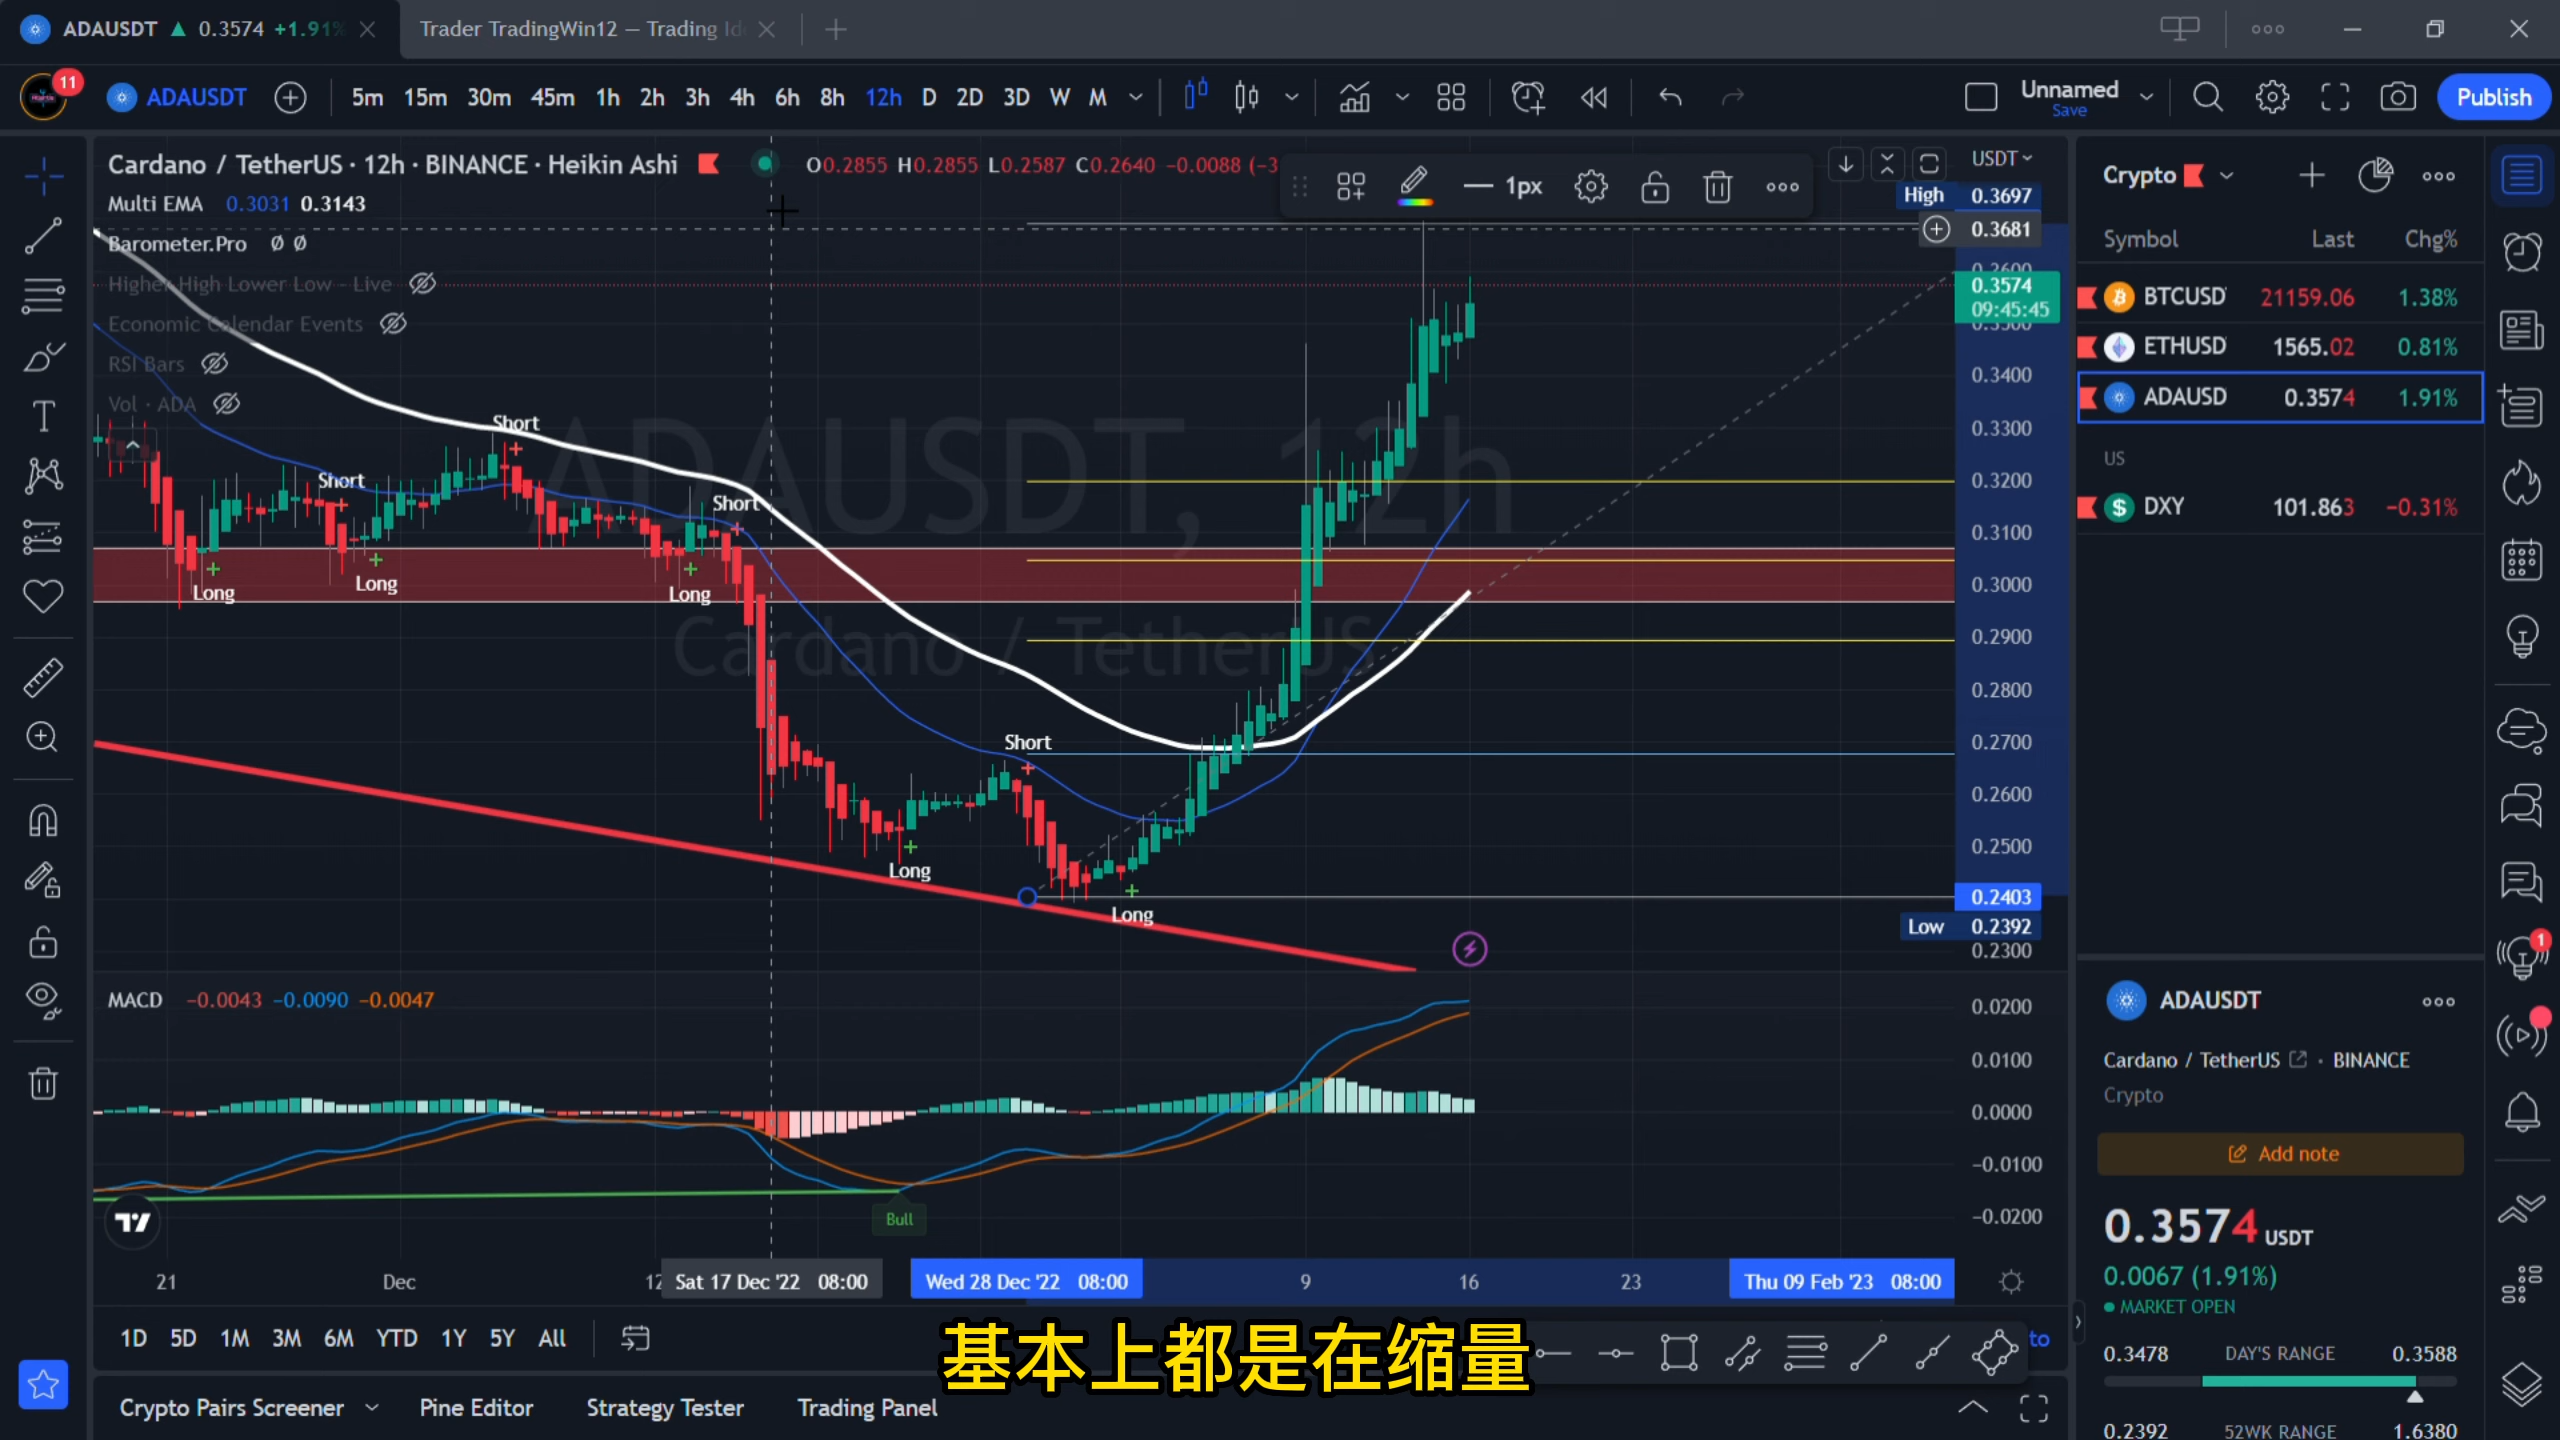 ADAUSDT ▲ 0.3574 +1.91%
Trader TradingWin12 — Trading Id
11
ADAUSDT
5m 15m 30m 45m 1h 2h 3h 4h 6h 8h 12h D 2D 3D W M
Unnamed
Save
Publish
Cardano / TetherUS · 12h · BINANCE · Heikin Ashi
O0.2855 H0.2855 L0.2587 C0.2640 −0.0088 (−3
1px
USDT
Multi EMA 0.3031 0.3143
Barometer.Pro Ø Ø
Higher High Lower Low - Live
Economic Calendar Events
RSI Bars
Vol · ADA
High 0.3697
0.3681
0.3600
0.3574
09:45:45
0.3500
0.3400
0.3300
0.3200
0.3100
0.3000
0.2900
0.2800
0.2700
0.2600
0.2500
0.2403
Low 0.2392
0.2300
ADAUSDT, 12h
Cardano / TetherUS
Short
Short
Short
Long
Long
Long
Short
Long
Long
MACD −0.0043 −0.0090 −0.0047
0.0200
0.0100
0.0000
−0.0100
−0.0200
Bull
21 Dec 12 Sat 17 Dec '22 08:00 Wed 28 Dec '22 08:00 9 16 23 Thu 09 Feb '23 08:00
1D 5D 1M 3M 6M YTD 1Y 5Y All
to
基本上都是在缩量
Crypto Pairs Screener Pine Editor Strategy Tester Trading Panel
Crypto
Symbol Last Chg%
BTCUSD 21159.06 1.38%
ETHUSD 1565.02 0.81%
ADAUSD 0.3574 1.91%
US
DXY 101.863 −0.31%
ADAUSDT
Cardano / TetherUS · BINANCE
Crypto
Add note
0.3574 USDT
0.0067 (1.91%)
MARKET OPEN
0.3478 DAY'S RANGE 0.3588
0.2392 52WK RANGE 1.6380
1